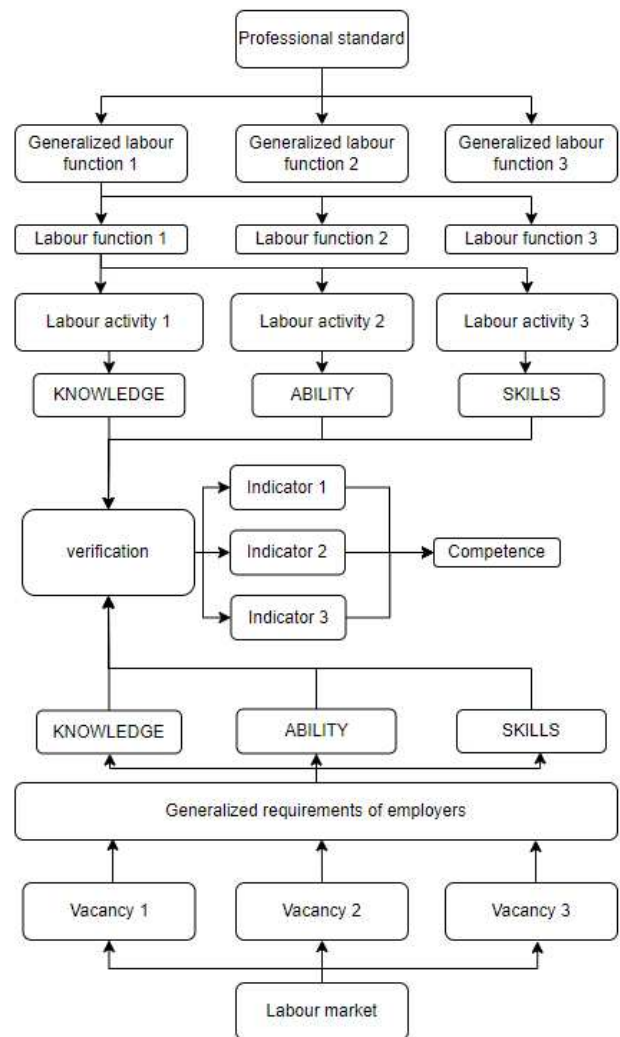 Professional standard
Generalized labour
function 1
Generalized labour
function 2
Generalized labour
function 3
Labour function 1
Labour function 2
Labour function 3
Labour activity 1
Labour activity 2
Labour activity 3
KNOWLEDGE
ABILITY
SKILLS
Indicator 1
verification
Indicator 2
Competence
Indicator 3
KNOWLEDGE
ABILITY
SKILLS
Generalized requirements of employers
Vacancy 1
Vacancy 2
Vacancy 3
Labour market